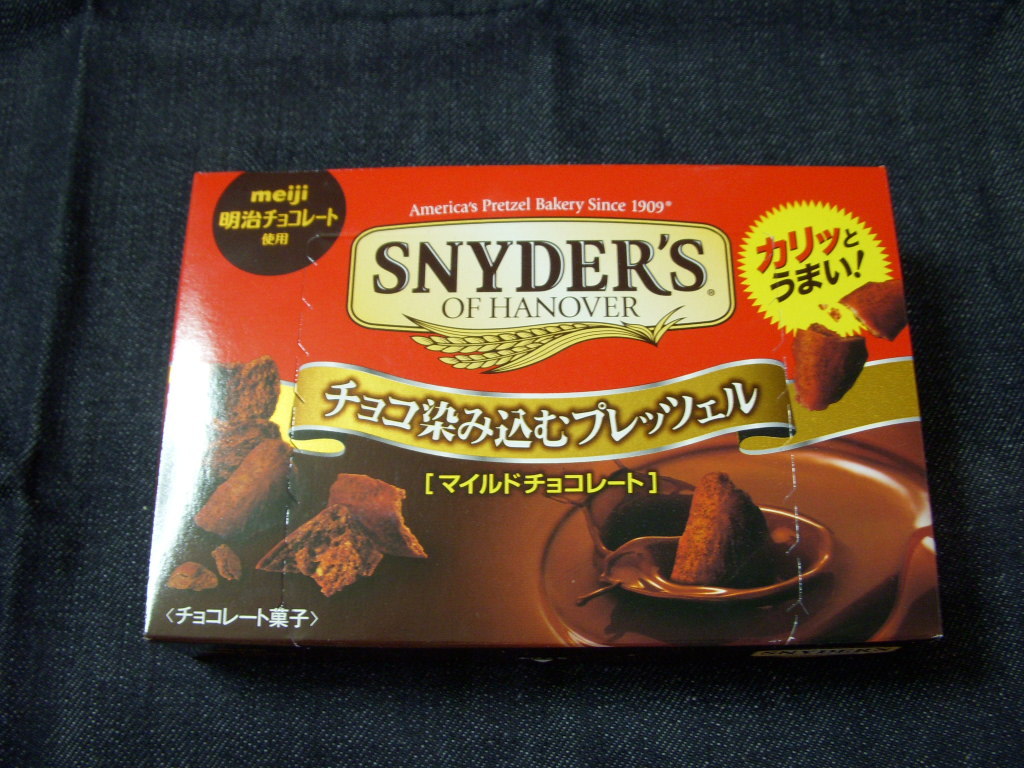 meiji
明治チョコレート
使用
America's Pretzel Bakery Since 1909®
SNYDER'S®
OF HANOVER
カリッと
うまい!
チョコ染み込むプレッツェル
[マイルドチョコレート]
〈チョコレート菓子〉
SNYDER'S